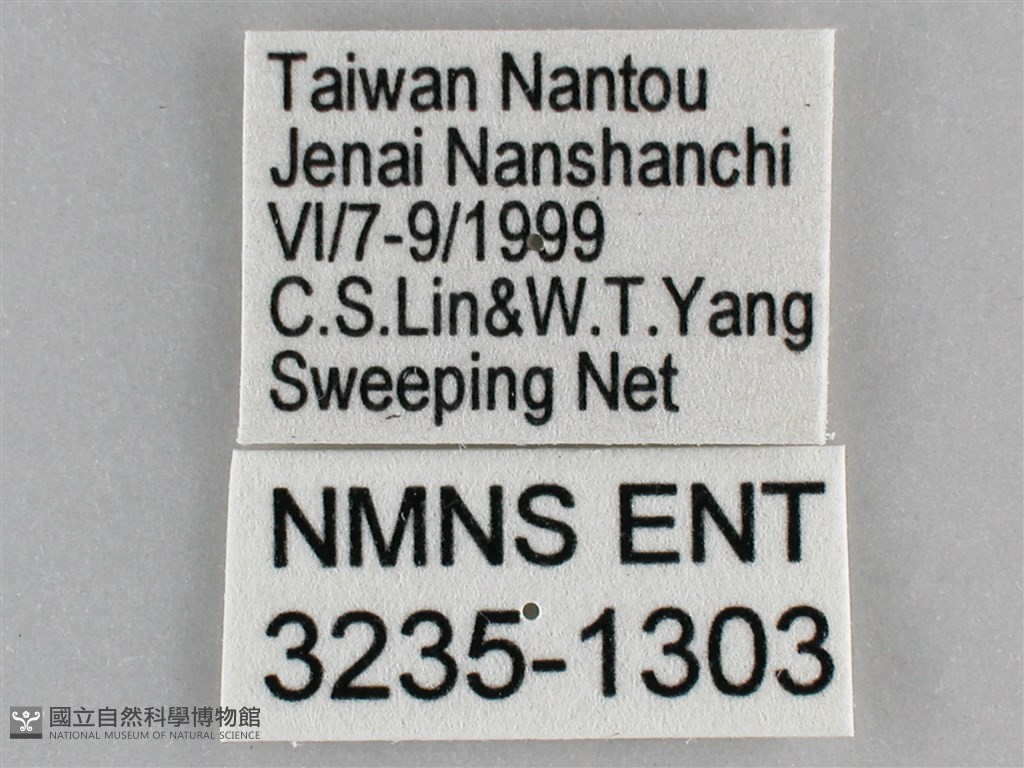 Taiwan Nantou
Jenai Nanshanchi
VI/7-9/1999
C.S.Lin&W.T.Yang
Sweeping Net
NMNS ENT
3235-1303
國立自然科學博物館
NATIONAL MUSEUM OF NATURAL SCIENCE